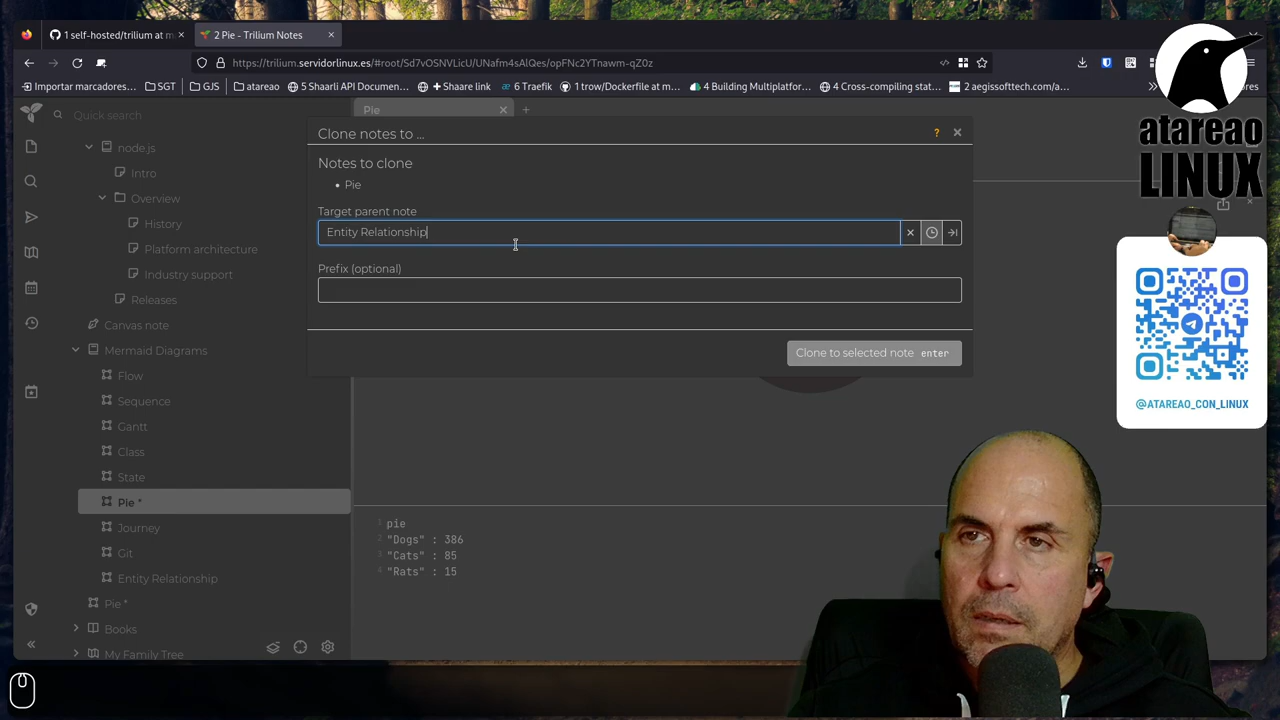 1 self-hosted/trilium at m
2 Pie - Trilium Notes
https://trilium.servidorlinux.es/#root/Sd7vOSNVLicU/UNafm4sAlQes/opFNc2YTnawm-qZ0z
Importar marcadores...
SGT
GJS
atareao
5 Shaarli API Documen...
Shaare link
6 Traefik
1 trow/Dockerfile at m...
4 Building Multiplatfor...
4 Cross-compiling stat...
2 aegissofttech.com/a...
ores
atareao
LINUX
Quick search
Pie
node.js
Intro
Overview
History
Platform architecture
Industry support
Releases
Canvas note
Mermaid Diagrams
Flow
Sequence
Gantt
Class
State
Pie *
Journey
Git
Entity Relationship
Pie *
Books
My Family Tree
Clone notes to ...
?
Notes to clone
• Pie
Target parent note
Entity Relationship
Prefix (optional)
Clone to selected note enter
1 pie
2 "Dogs" : 386
3 "Cats" : 85
4 "Rats" : 15
@ATAREAO_CON_LINUX